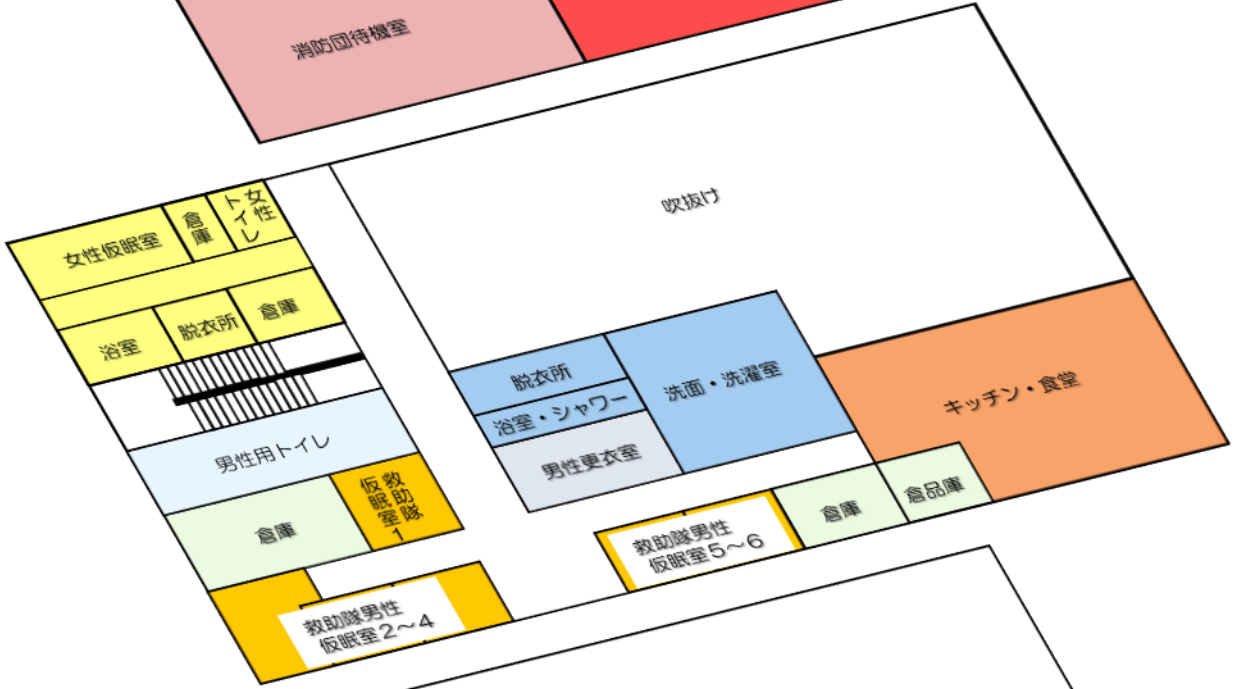 消防団待機室
吹抜け
女性仮眠室
倉庫
女性
トイレ
浴室
脱衣所
倉庫
男性用トイレ
倉庫
救助隊
仮眠室1
救助隊男性
仮眠室2～4
脱衣所
浴室・シャワー
男性更衣室
洗面・洗濯室
キッチン・食堂
救助隊男性
仮眠室5～6
倉庫
倉品庫